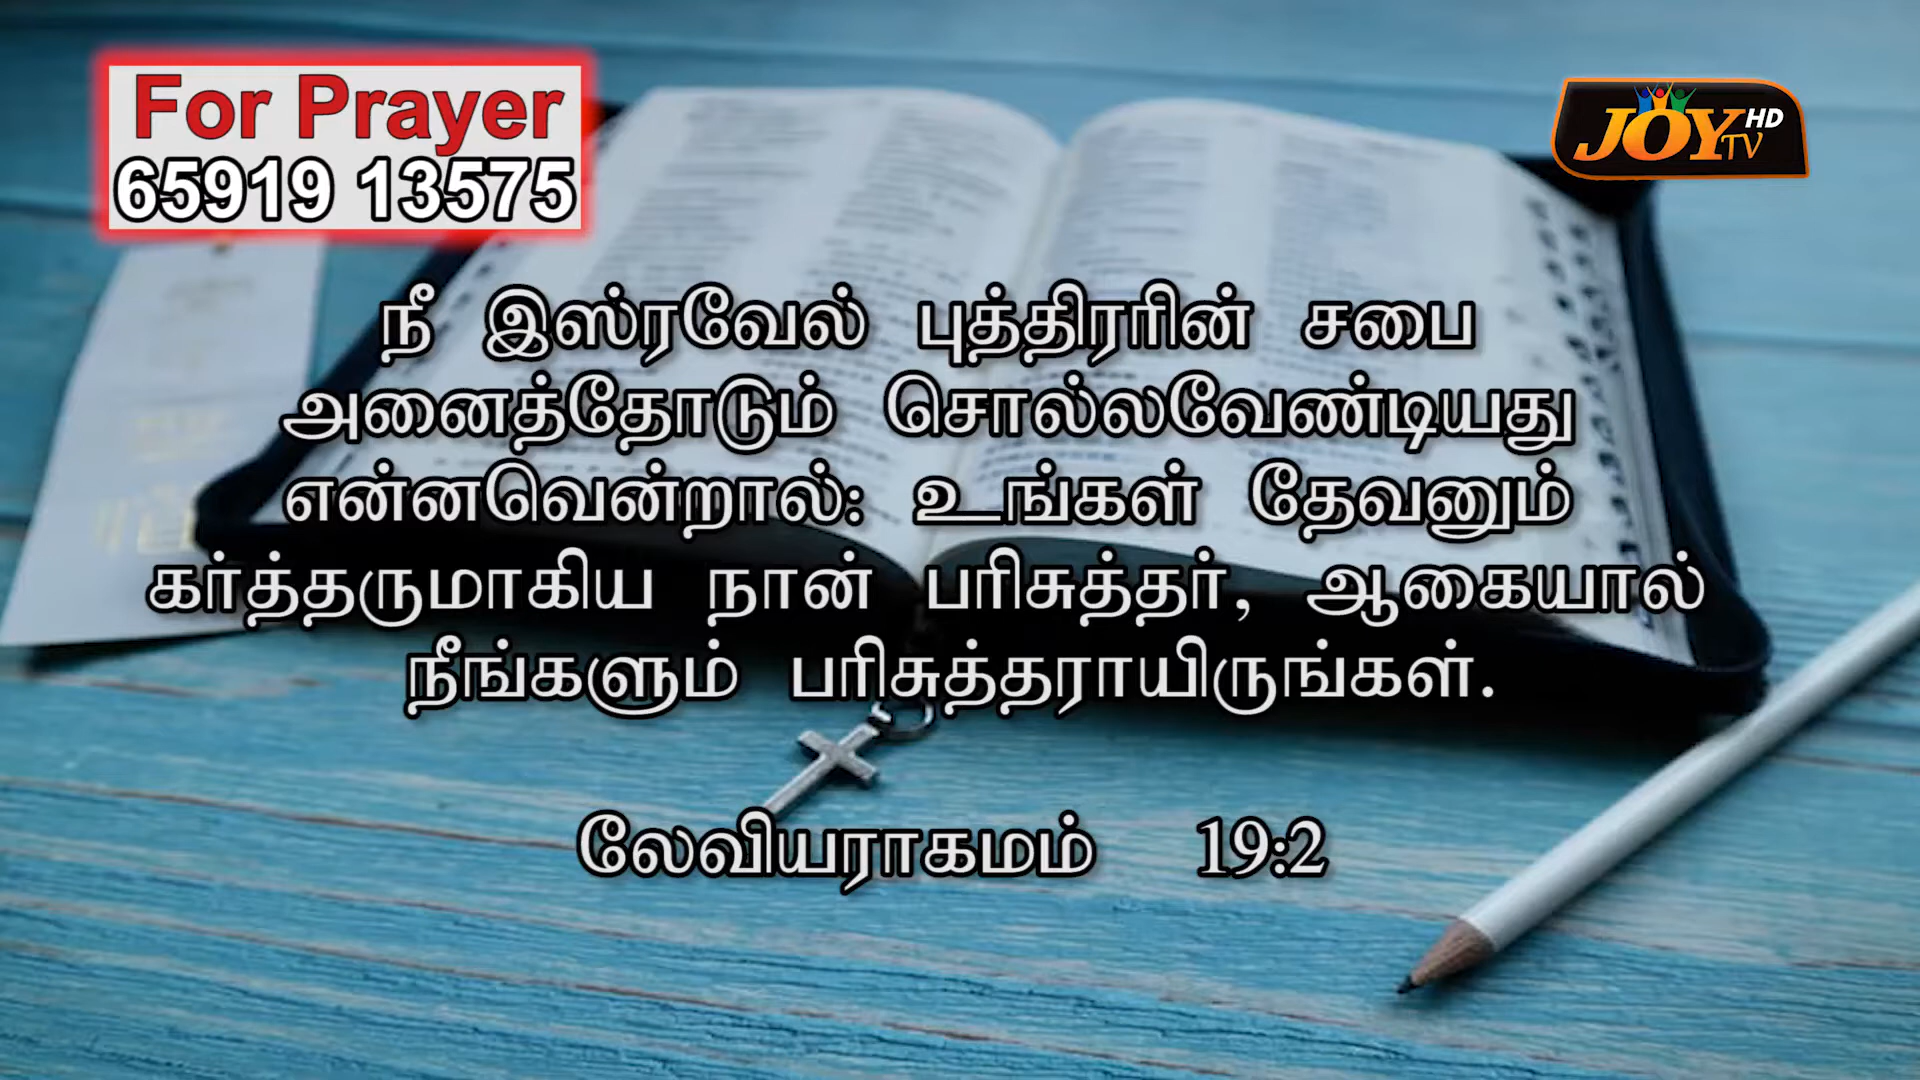 For Prayer
65919 13575
JOY HD
TV
நீ இஸ்ரவேல் புத்திரரின் சபை
அனைத்தோடும் சொல்லவேண்டியது
என்னவென்றால்: உங்கள் தேவனும்
கர்த்தருமாகிய நான் பரிசுத்தர், ஆகையால்
நீங்களும் பரிசுத்தராயிருங்கள்.
லேவியராகமம் 19:2